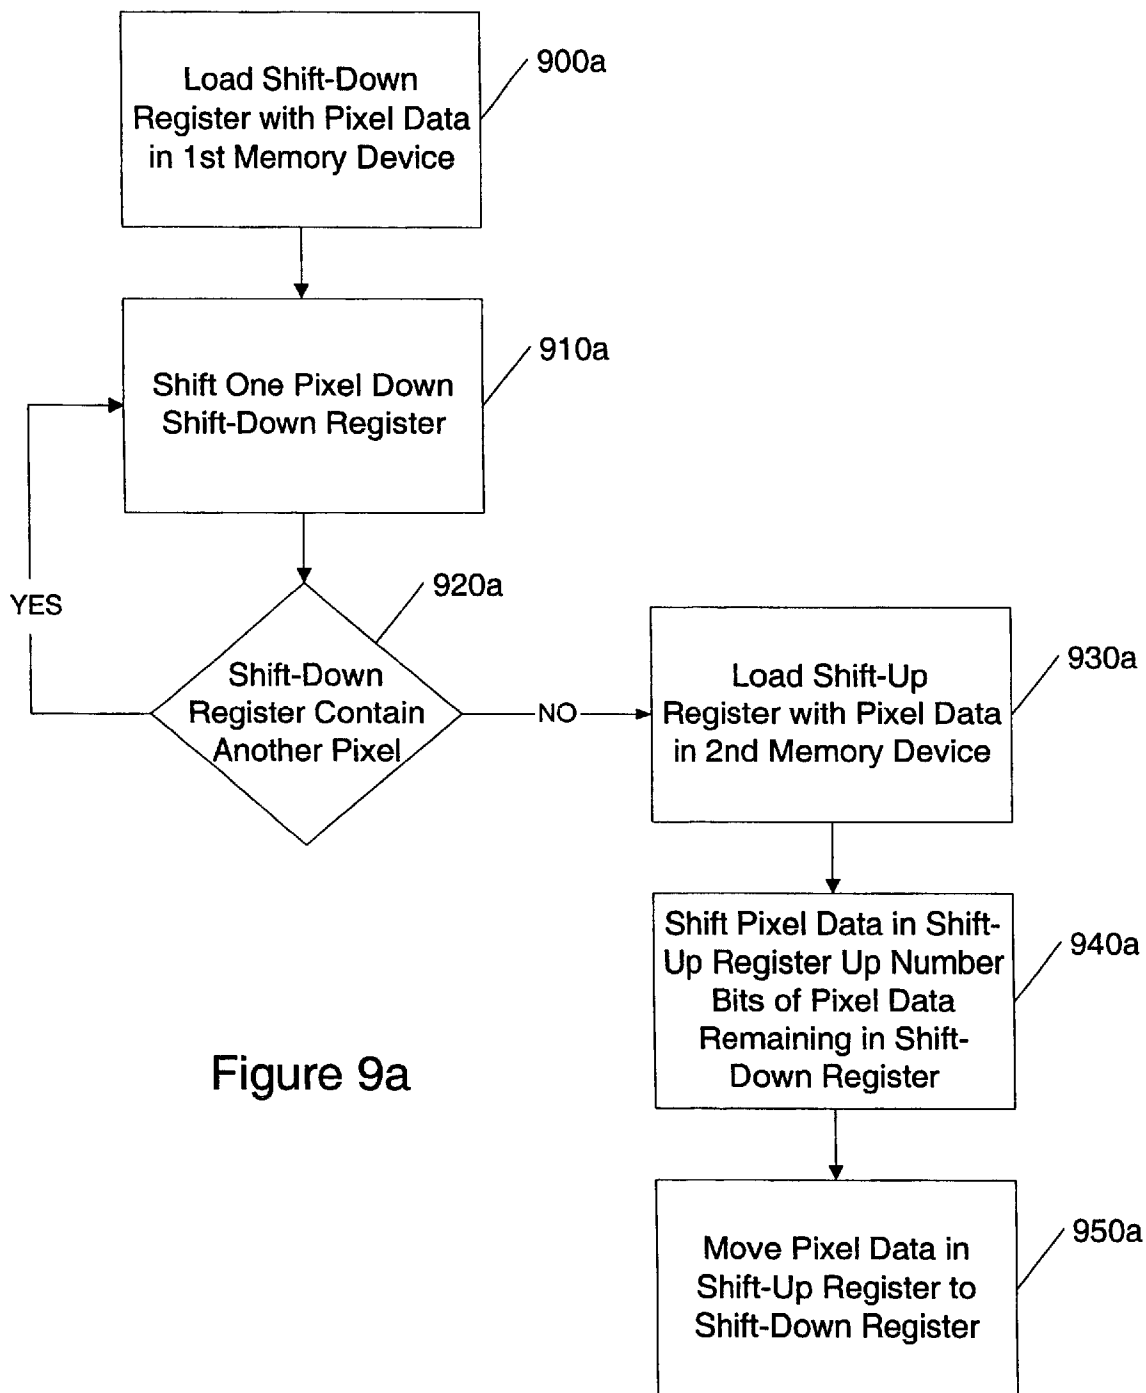 Load Shift-Down
Register with Pixel Data
in 1st Memory Device
900a
Shift One Pixel Down
Shift-Down Register
910a
YES
920a
Shift-Down
Register Contain
Another Pixel
NO
Load Shift-Up
Register with Pixel Data
in 2nd Memory Device
930a
Shift Pixel Data in Shift-
Up Register Up Number
Bits of Pixel Data
Remaining in Shift-
Down Register
940a
Move Pixel Data in
Shift-Up Register to
Shift-Down Register
950a
Figure 9a